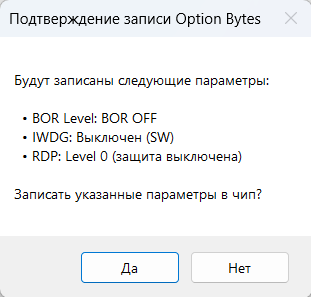 Подтверждение записи Option Bytes
Будут записаны следующие параметры:
• BOR Level: BOR OFF
• IWDG: Выключен (SW)
• RDP: Level 0 (защита выключена)
Записать указанные параметры в чип?
Да
Нет